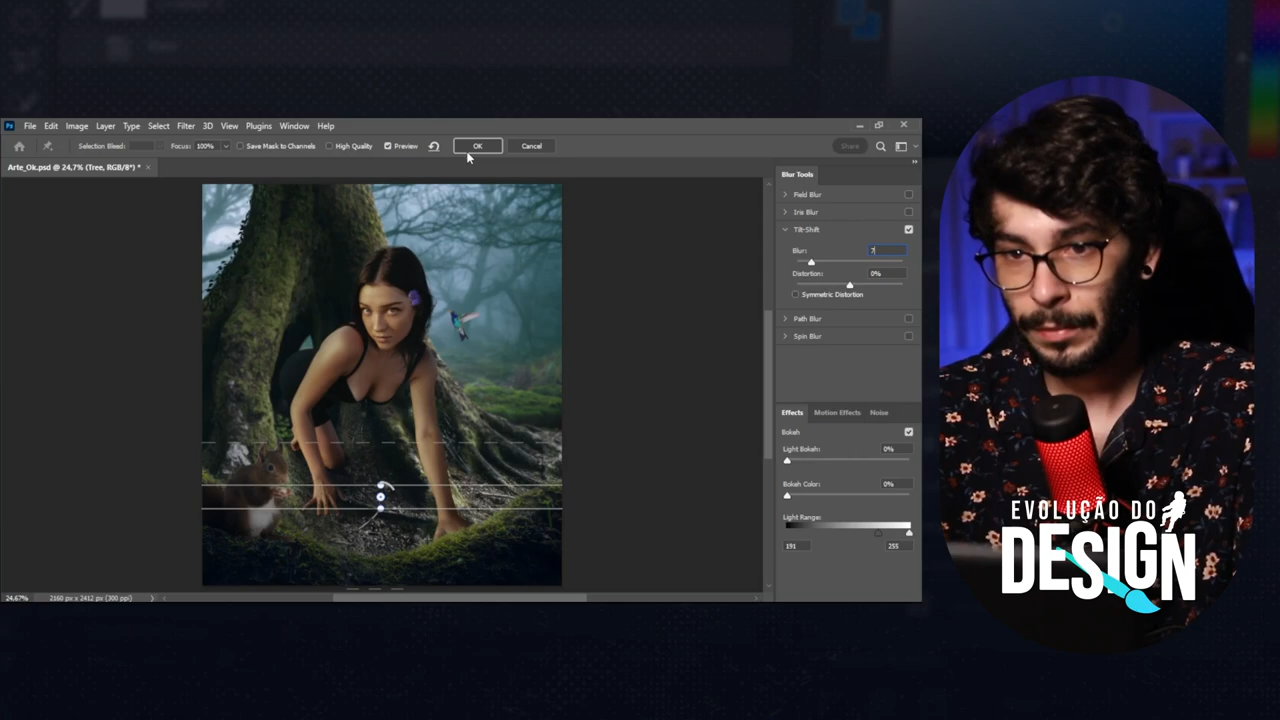 Ps File Edit Image Layer Type Select Filter 3D View Plugins Window Help
Selection Bleed: Focus: 100% Save Mask to Channels High Quality Preview OK Cancel Share
Arte_Ok.psd @ 24,7% (Tree, RGB/8*) *
Blur Tools
Field Blur
Iris Blur
Tilt-Shift
Blur: 7
Distortion: 0%
Symmetric Distortion
Path Blur
Spin Blur
Effects Motion Effects Noise
Bokeh
Light Bokeh: 0%
Bokeh Color: 0%
Light Range:
191 255
24,67% 2160 px x 2412 px (300 ppi)
EVOLUÇÃO DO
DESIGN